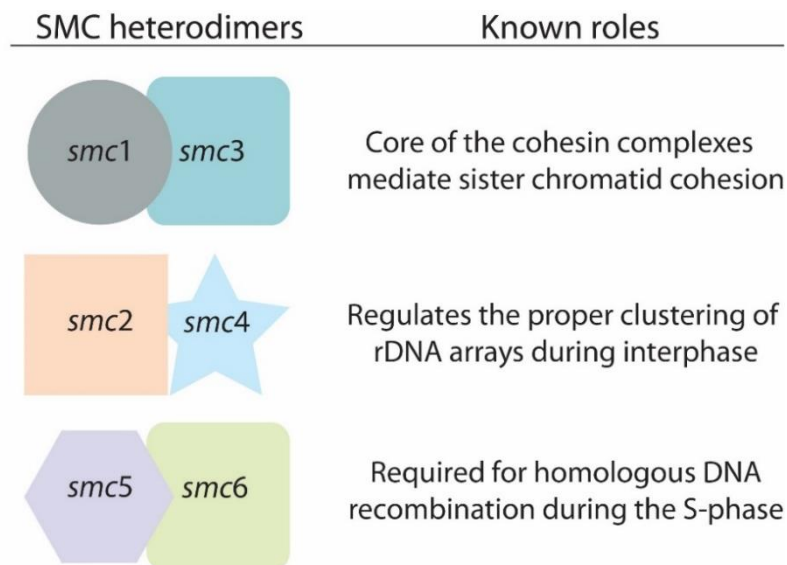 SMC heterodimers Known roles
smc1 smc3
Core of the cohesin complexes
mediate sister chromatid cohesion
smc2 smc4
Regulates the proper clustering of
rDNA arrays during interphase
smc5 smc6
Required for homologous DNA
recombination during the S-phase